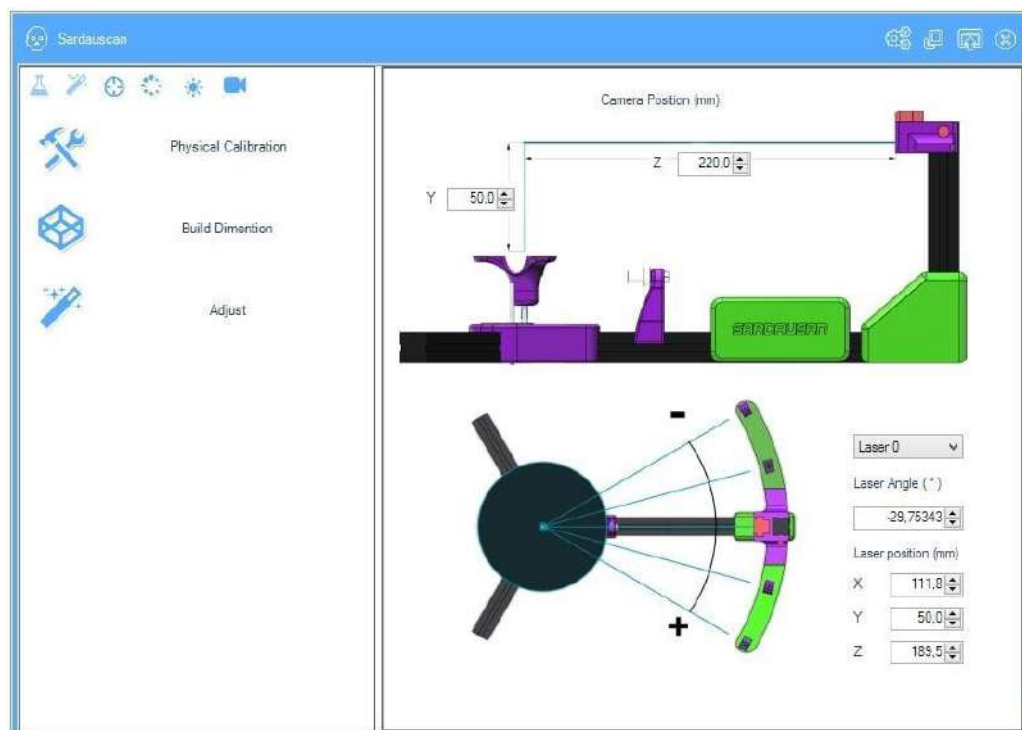 Sardauscan
Physical Calibration
Build Dimention
Adjust
Camera Postion (mm)
Z 220.0
Y 50.0
SARDAUSAN
-
+
Laser 0
Laser Angle ( ° )
-29,75343
Laser position (mm)
X 111,8
Y 50.0
Z 189,5